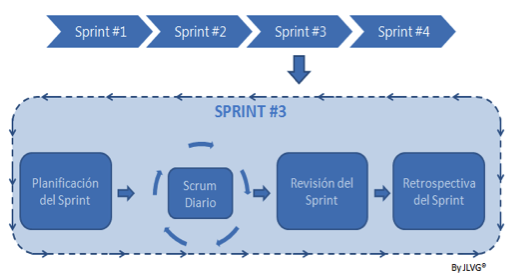 Sprint #1
Sprint #2
Sprint #3
Sprint #4
SPRINT #3
Planificación
del Sprint
Scrum
Diario
Revisión del
Sprint
Retrospectiva
del Sprint
By JLVG®